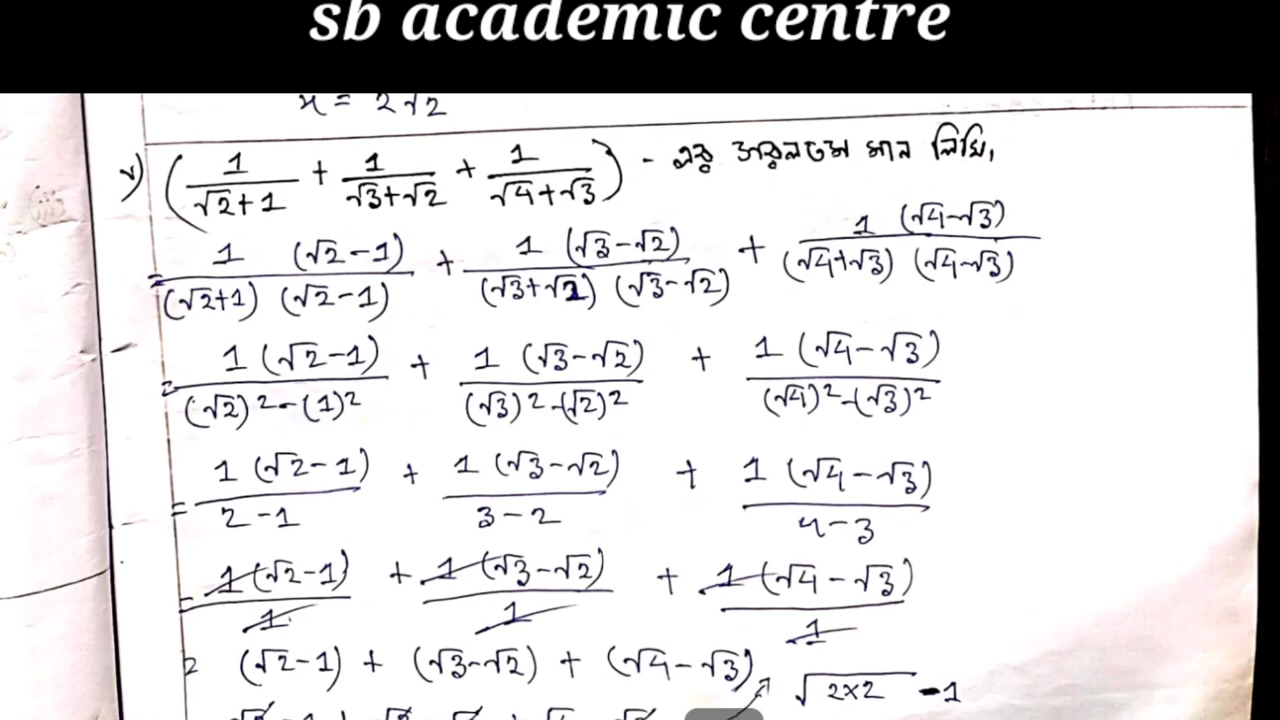 sb academic centre
x = 2√2
v) (1/(√2+1) + 1/(√3+√2) + 1/(√4+√3)) - এর সরলতম মান লিখি।
= 1 (√2-1)/(√2+1) (√2-1) + 1 (√3-√2)/(√3+√2) (√3-√2) + 1 (√4-√3)/(√4+√3) (√4-√3)
= 1 (√2-1)/(√2)²-(1)² + 1 (√3-√2)/(√3)²-(√2)² + 1 (√4-√3)/(√4)²-(√3)²
= 1 (√2-1)/2-1 + 1 (√3-√2)/3-2 + 1 (√4-√3)/4-3
= 1(√2-1)/1 + 1(√3-√2)/1 + 1(√4-√3)/1
= (√2-1) + (√3-√2) + (√4-√3)
√2×2 -1